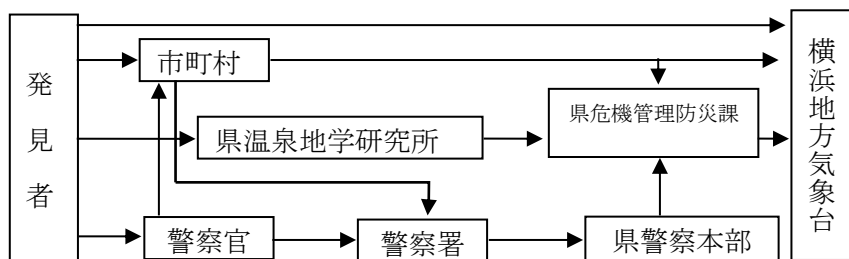 発見者
市町村
県温泉地学研究所
県危機管理防災課
警察官
警察署
県警察本部
横浜地方気象台